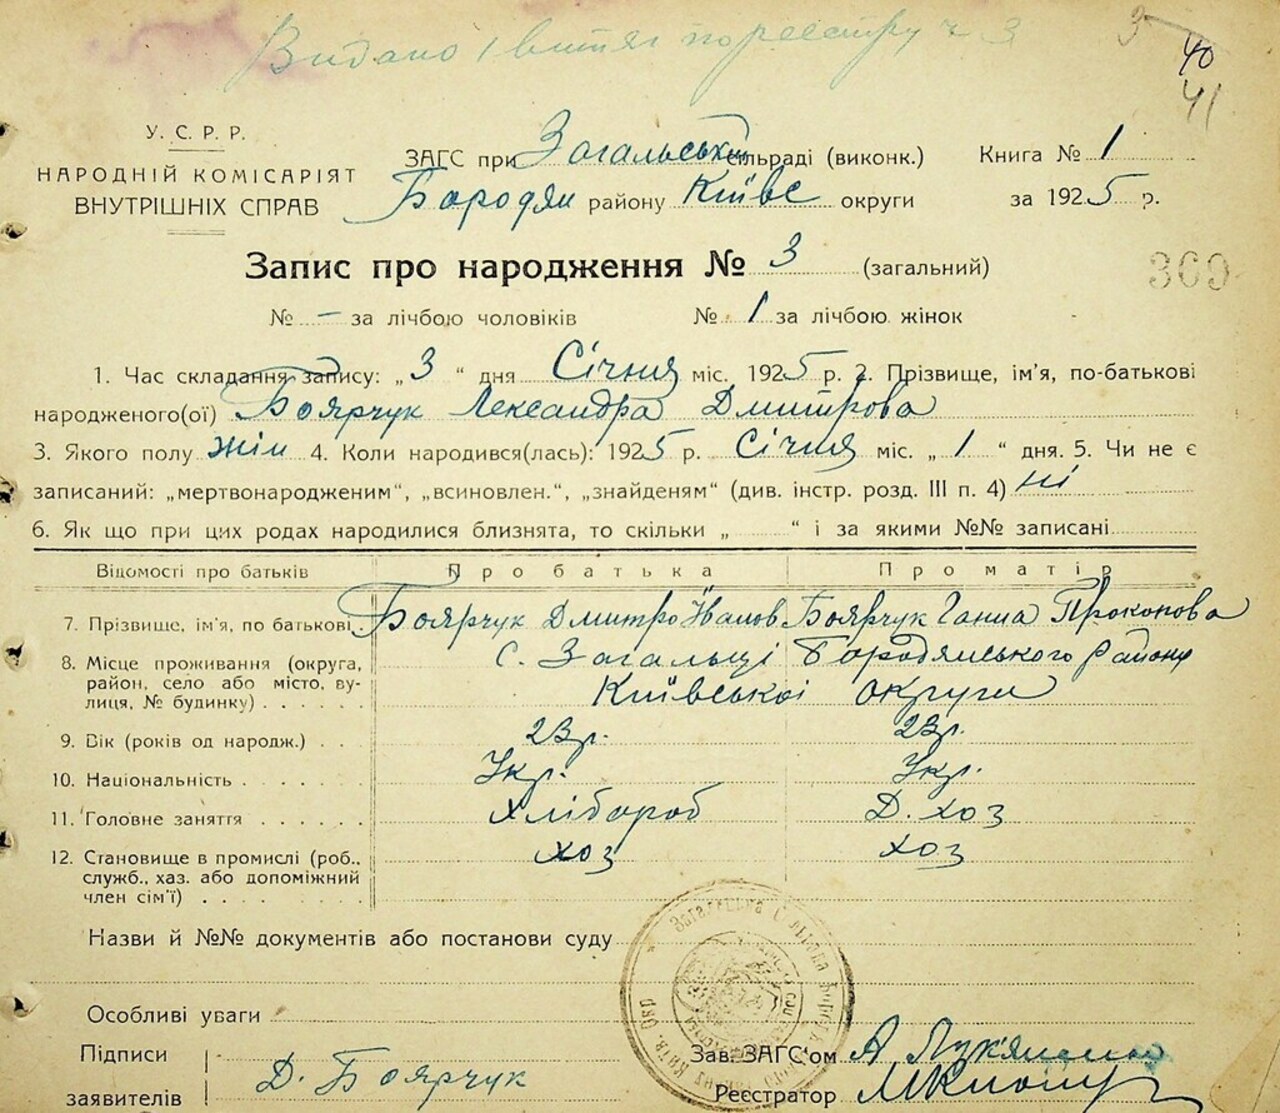 Видано 1 витяг по реєстру ч 3
3
40
41
У. С. Р. Р.
НАРОДНІЙ КОМІСАРІЯТ
ВНУТРІШНІХ СПРАВ
ЗАГС при Загальській сільраді (виконк.)
Бородян району Київс округи
Книга № 1
за 1925 р.
Запис про народження № 3 (загальний)
369
№ – за лічбою чоловіків № 1 за лічбою жінок
1. Час складання запису: „3“ дня Січня міс. 1925 р. 2. Прізвище, ім'я, по-батькові
народженого(ої) Боярчук Лександра Дмитрова
3. Якого полу жін 4. Коли народився(лась): 1925 р. Січня міс. „1“ дня. 5. Чи не є
записаний: „мертвонародженим“, „всиновлен.“, „знайденям“ (див. інстр. розд. III п. 4) ні
6. Як що при цих родах народилися близнята, то скільки „ “ і за якими №№ записані
Відомості про батьків Про батька Про матір
7. Прізвище, ім'я, по батькові Боярчук Дмитро Іванов Боярчук Ганна Прокопова
8. Місце проживання (округа, район, село або місто, вулиця, № будинку) с. Загальці Бородянського району
Київської округи
9. Вік (років од народж.) 23р. 23р.
10. Національність Укр. Укр.
11. Головне заняття Хлібороб Д. хоз
12. Становище в промислі (роб., служб., хаз. або допоміжний член сім'ї) хоз хоз
Назви й №№ документів або постанови суду
Особливі уваги
Підписи
заявителів
Д. Боярчук
Зав. ЗАГС'ом А. Лук'яненко
Реєстратор